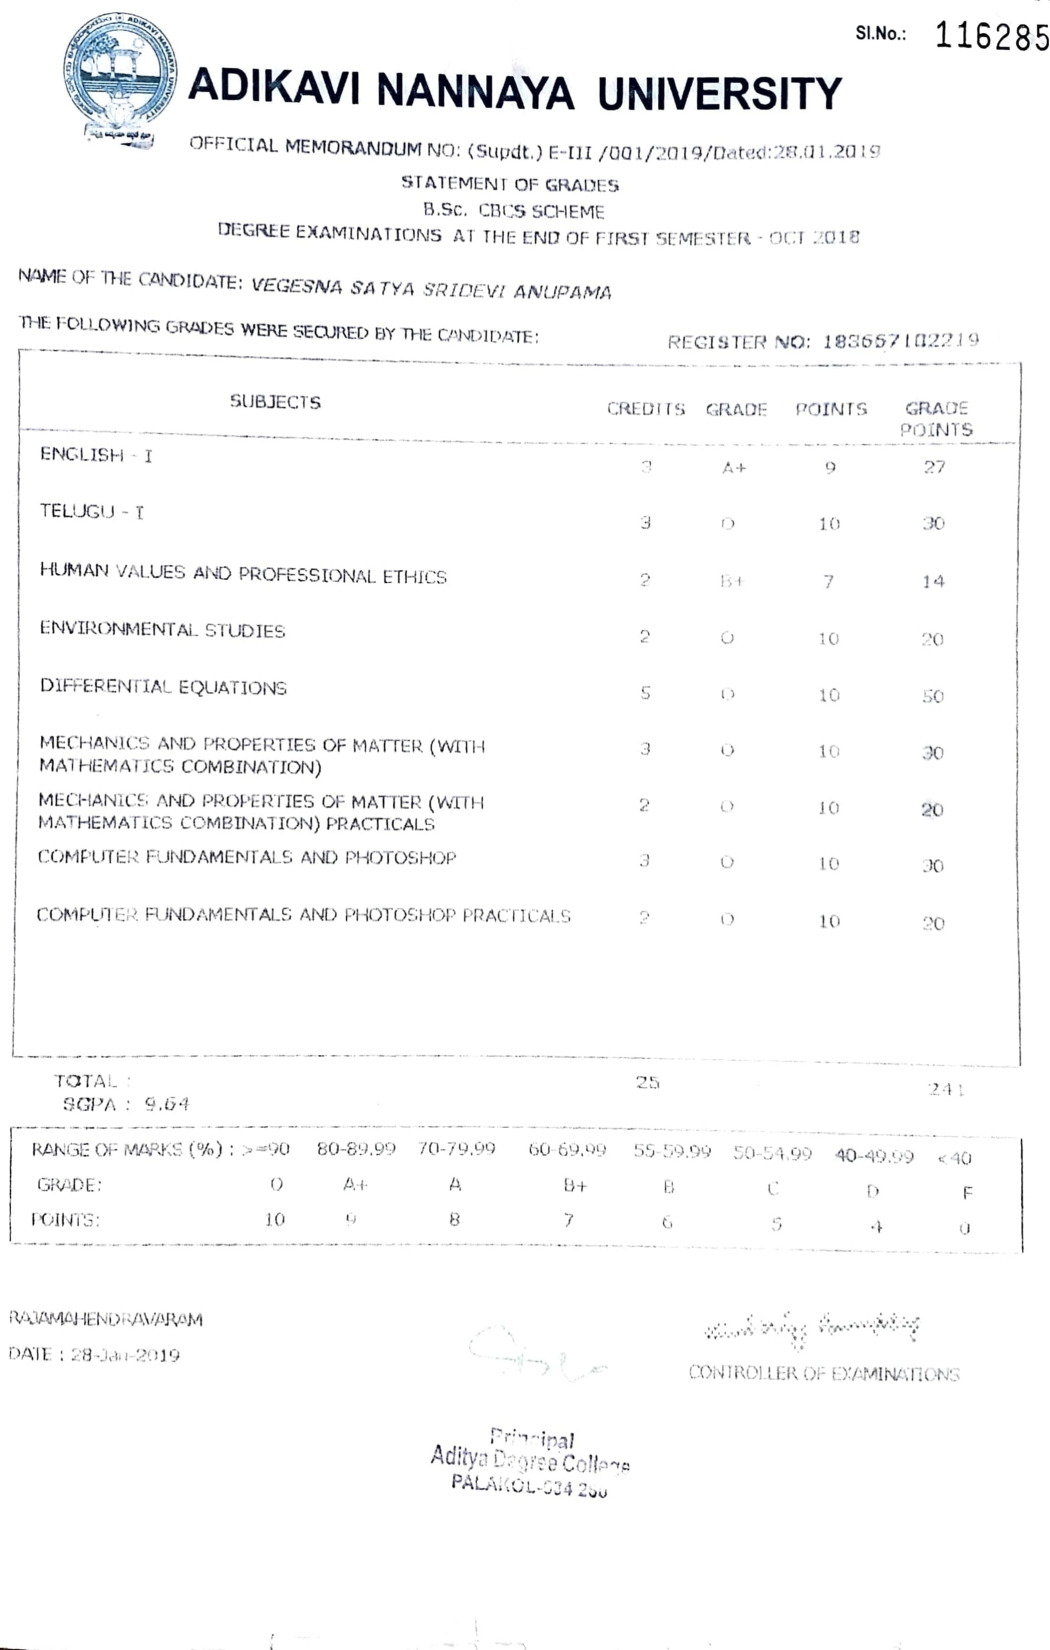 Sl.No.: 116285
ADIKAVI NANNAYA UNIVERSITY
OFFICIAL MEMORANDUM NO: (Supdt.) E-III /001/2019/Dated:28.01.2019
STATEMENT OF GRADES
B.Sc. CBCS SCHEME
DEGREE EXAMINATIONS AT THE END OF FIRST SEMESTER - OCT 2018
NAME OF THE CANDIDATE: VEGESNA SATYA SRIDEVI ANUPAMA
THE FOLLOWING GRADES WERE SECURED BY THE CANDIDATE: REGISTER NO: 183657102219
SUBJECTS CREDITS GRADE POINTS GRADE POINTS
ENGLISH - I 3 A+ 9 27
TELUGU - I 3 O 10 30
HUMAN VALUES AND PROFESSIONAL ETHICS 2 B+ 7 14
ENVIRONMENTAL STUDIES 2 O 10 20
DIFFERENTIAL EQUATIONS 5 O 10 50
MECHANICS AND PROPERTIES OF MATTER (WITH 3 O 10 30
MATHEMATICS COMBINATION)
MECHANICS AND PROPERTIES OF MATTER (WITH 2 O 10 20
MATHEMATICS COMBINATION) PRACTICALS
COMPUTER FUNDAMENTALS AND PHOTOSHOP 3 O 10 30
COMPUTER FUNDAMENTALS AND PHOTOSHOP PRACTICALS 2 O 10 20
TOTAL : 25 241
SGPA : 9.64
RANGE OF MARKS (%) : >=90 80-89.99 70-79.99 60-69.99 55-59.99 50-54.99 40-49.99 <40
GRADE: O A+ A B+ B C D F
POINTS: 10 9 8 7 6 5 4 0
RAJAMAHENDRAVARAM
DATE : 28-Jan-2019
CONTROLLER OF EXAMINATIONS
Principal
Aditya Degree College
PALAKOL-534 260